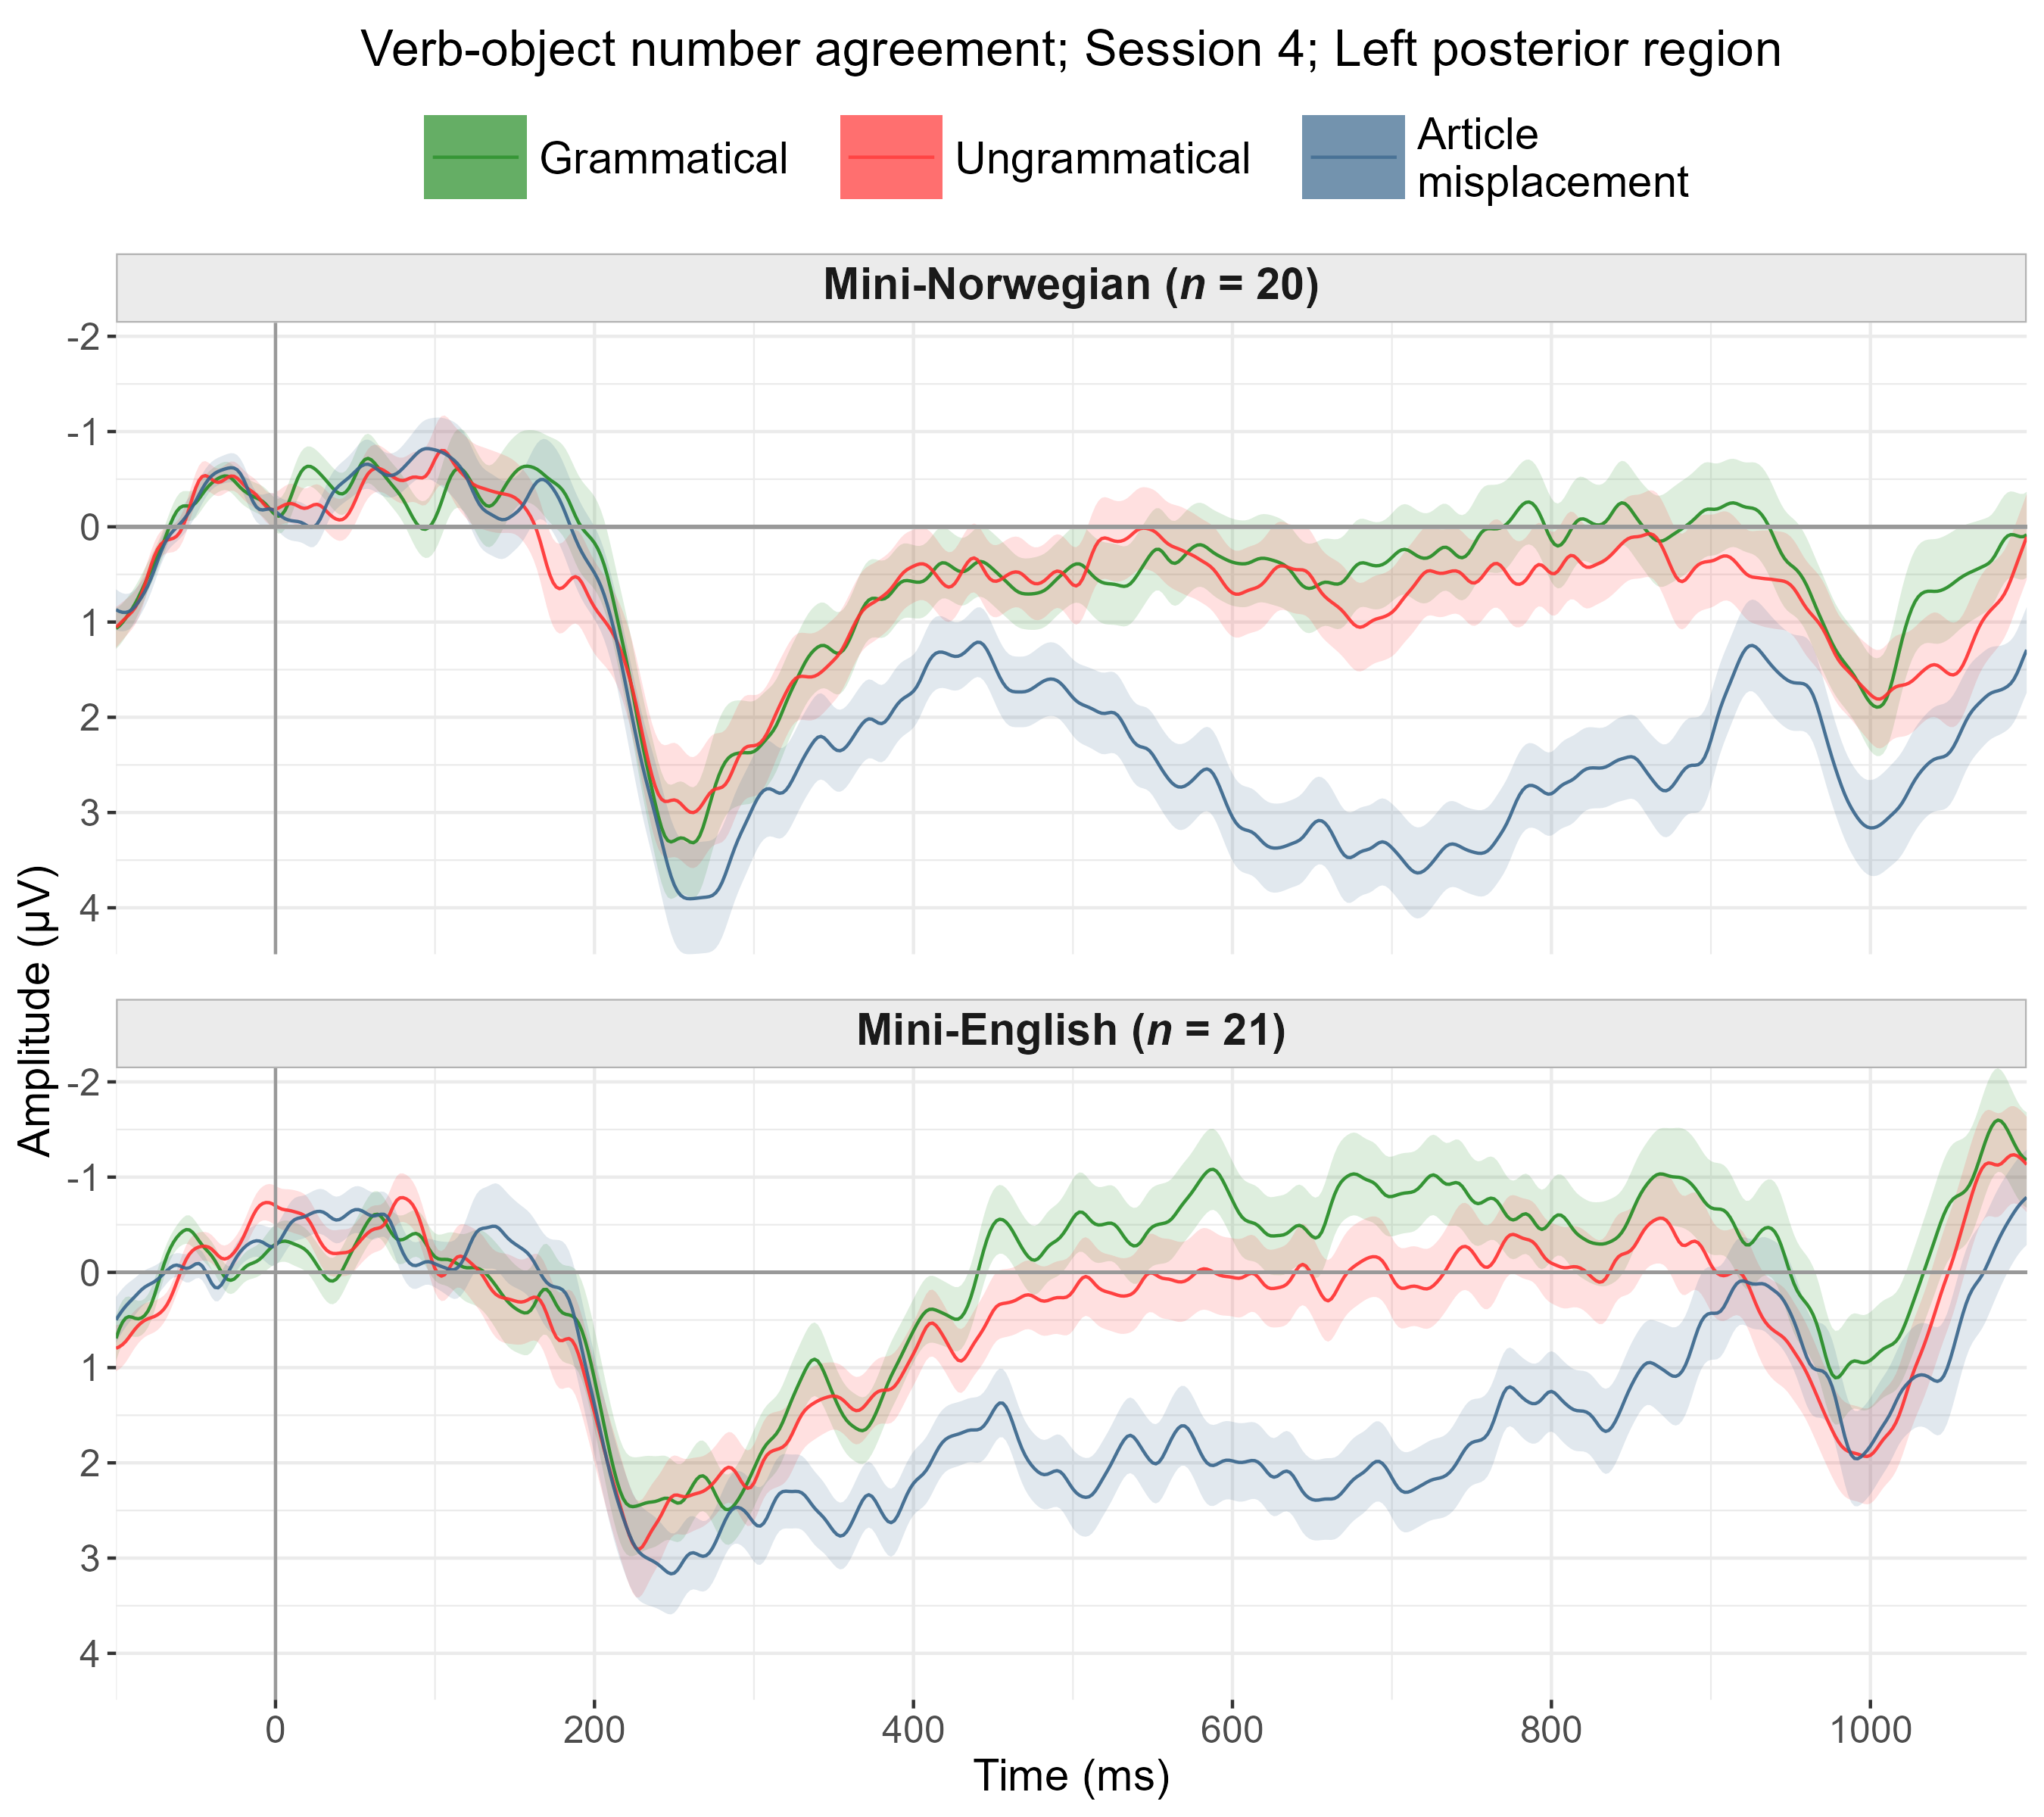 Verb-object number agreement; Session 4; Left posterior region
Grammatical
Ungrammatical
Article
misplacement
Mini-Norwegian (n = 20)
-2
-1
0
1
2
3
4
Mini-English (n = 21)
-2
-1
0
1
2
3
4
0 200 400 600 800 1000
Time (ms)
Amplitude (µV)